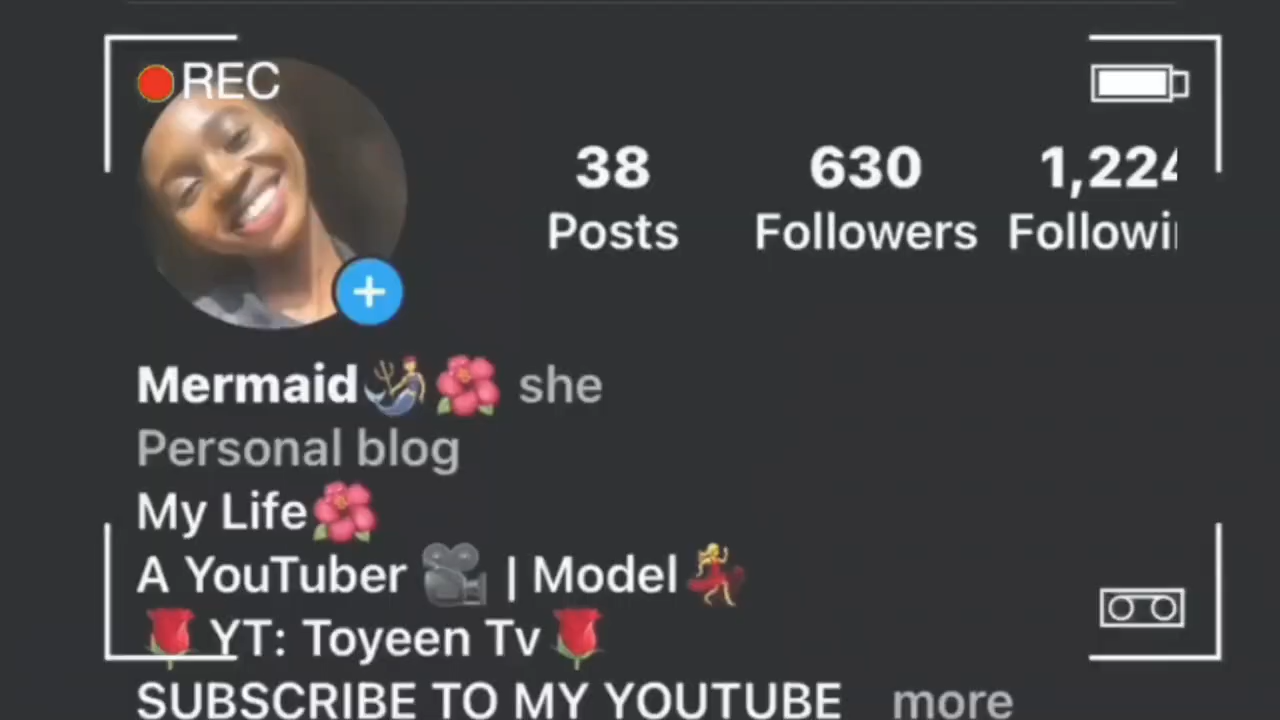 REC
38 630 1,224
Posts Followers Followi
Mermaid🧜‍♂️🌺 she
Personal blog
My Life🌺
A YouTuber 🎥 | Model💃
🌹 YT: Toyeen Tv🌹
SUBSCRIBE TO MY YOUTUBE more